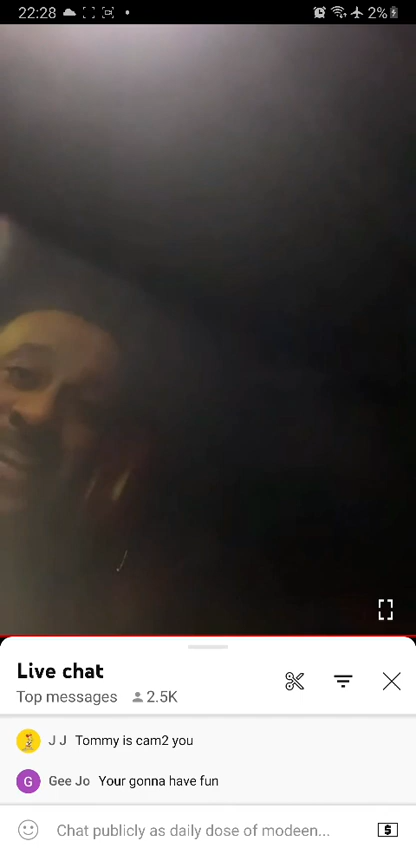 22:28 2%
Live chat
Top messages 2.5K
J J Tommy is cam2 you
G Gee Jo Your gonna have fun
Chat publicly as daily dose of modeen... $